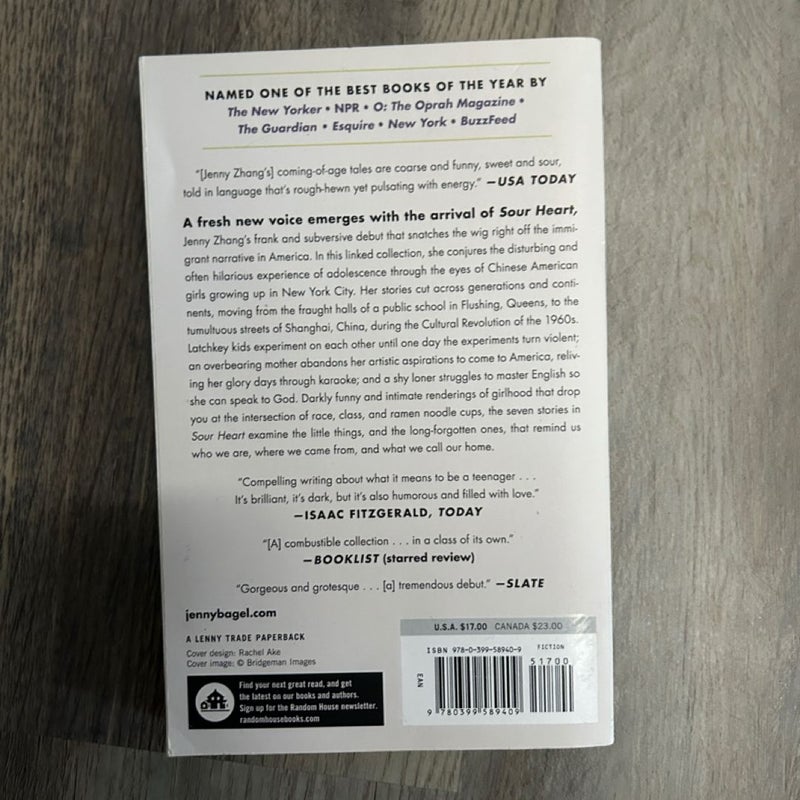 NAMED ONE OF THE BEST BOOKS OF THE YEAR BY
The New Yorker • NPR • O: The Oprah Magazine •
The Guardian • Esquire • New York • BuzzFeed
“[Jenny Zhang’s] coming-of-age tales are coarse and funny, sweet and sour,
told in language that’s rough-hewn yet pulsating with energy.” —USA TODAY
A fresh new voice emerges with the arrival of Sour Heart,
Jenny Zhang’s frank and subversive debut that snatches the wig right off the immi-
grant narrative in America. In this linked collection, she conjures the disturbing and
often hilarious experience of adolescence through the eyes of Chinese American
girls growing up in New York City. Her stories cut across generations and conti-
nents, moving from the fraught halls of a public school in Flushing, Queens, to the
tumultuous streets of Shanghai, China, during the Cultural Revolution of the 1960s.
Latchkey kids experiment on each other until one day the experiments turn violent;
an overbearing mother abandons her artistic aspirations to come to America, reliv-
ing her glory days through karaoke; and a shy loner struggles to master English so
she can speak to God. Darkly funny and intimate renderings of girlhood that drop
you at the intersection of race, class, and ramen noodle cups, the seven stories in
Sour Heart examine the little things, and the long-forgotten ones, that remind us
who we are, where we came from, and what we call our home.
“Compelling writing about what it means to be a teenager . . .
It’s brilliant, it’s dark, but it’s also humorous and filled with love.”
—ISAAC FITZGERALD, TODAY
“[A] combustible collection . . . in a class of its own.”
—BOOKLIST (starred review)
“Gorgeous and grotesque . . . [a] tremendous debut.” —SLATE
jennybagel.com
A LENNY TRADE PAPERBACK
Cover design: Rachel Ake
Cover image: © Bridgeman Images
Find your next great read, and get
the latest on our books and authors.
Sign up for the Random House newsletter.
randomhousebooks.com
U.S.A. $17.00 CANADA $23.00
ISBN 978-0-399-58940-9 FICTION
51700
EAN
9 780399 589409